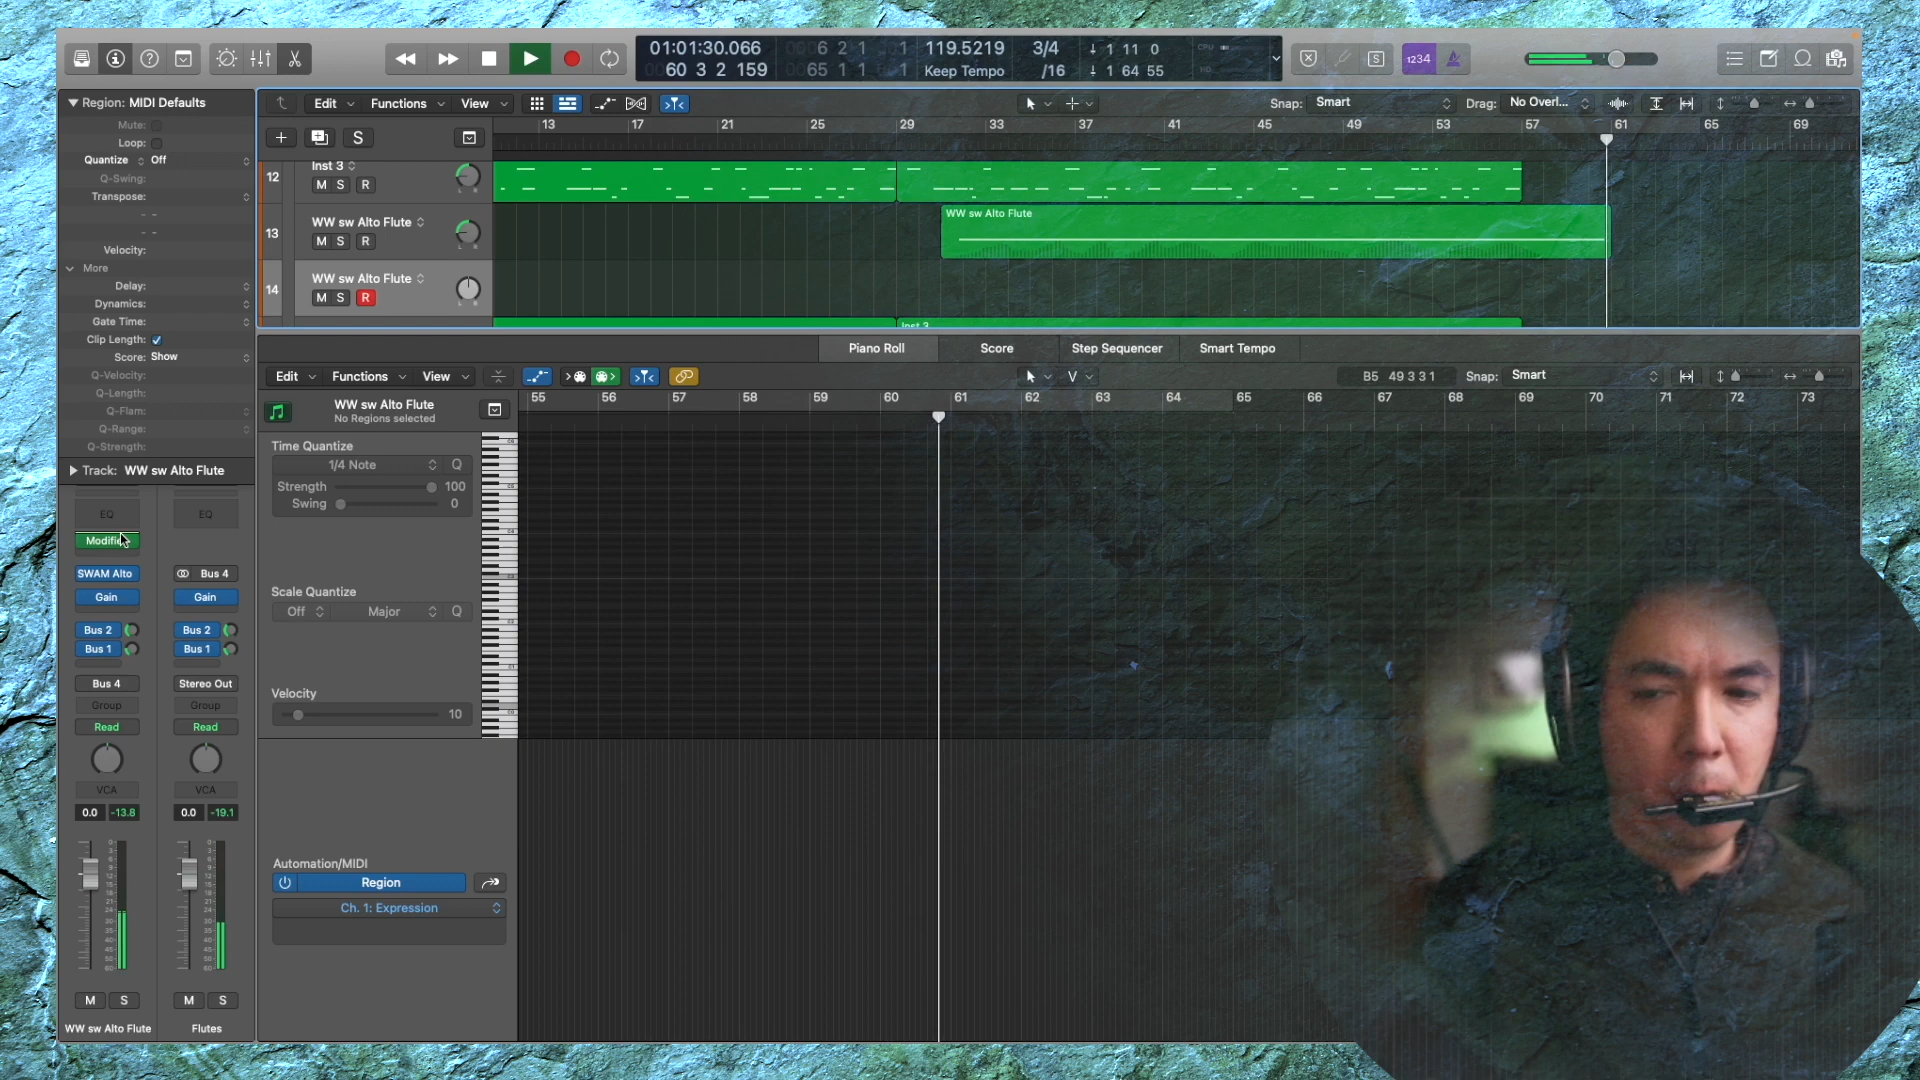 01:01:30.066
60 3 2 159
6 2 1 1
65 1 1 1
119.5219
Keep Tempo
3/4
/16
1 11 0
1 64 55
CPU
HD
S
1234
Region: MIDI Defaults
Mute:
Loop:
Quantize Off
Q-Swing:
Transpose:
Velocity:
More
Delay:
Dynamics:
Gate Time:
Clip Length:
Score: Show
Q-Velocity:
Q-Length:
Q-Flam:
Q-Range:
Q-Strength:
Track: WW sw Alto Flute
Edit Functions View
Snap: Smart
Drag: No Overl...
S
13 17 21 25 29 33 37 41 45 49 53 57 61 65 69
12 Inst 3
M S R
13 WW sw Alto Flute
M S R
WW sw Alto Flute
14 WW sw Alto Flute
M S R
Inst 3
Piano Roll Score Step Sequencer Smart Tempo
Edit Functions View
V
B5 49 3 3 1
Snap: Smart
WW sw Alto Flute
No Regions selected
55 56 57 58 59 60 61 62 63 64 65 66 67 68 69 70 71 72 73
Time Quantize
1/4 Note Q
Strength 100
Swing 0
Scale Quantize
Off Major Q
Velocity
10
Automation/MIDI
Region
Ch. 1: Expression
EQ EQ
Modifie
SWAM Alto Bus 4
Gain Gain
Bus 2 Bus 2
Bus 1 Bus 1
Bus 4 Stereo Out
Group Group
Read Read
VCA VCA
0.0 -13.8 0.0 -19.1
M S M S
WW sw Alto Flute Flutes